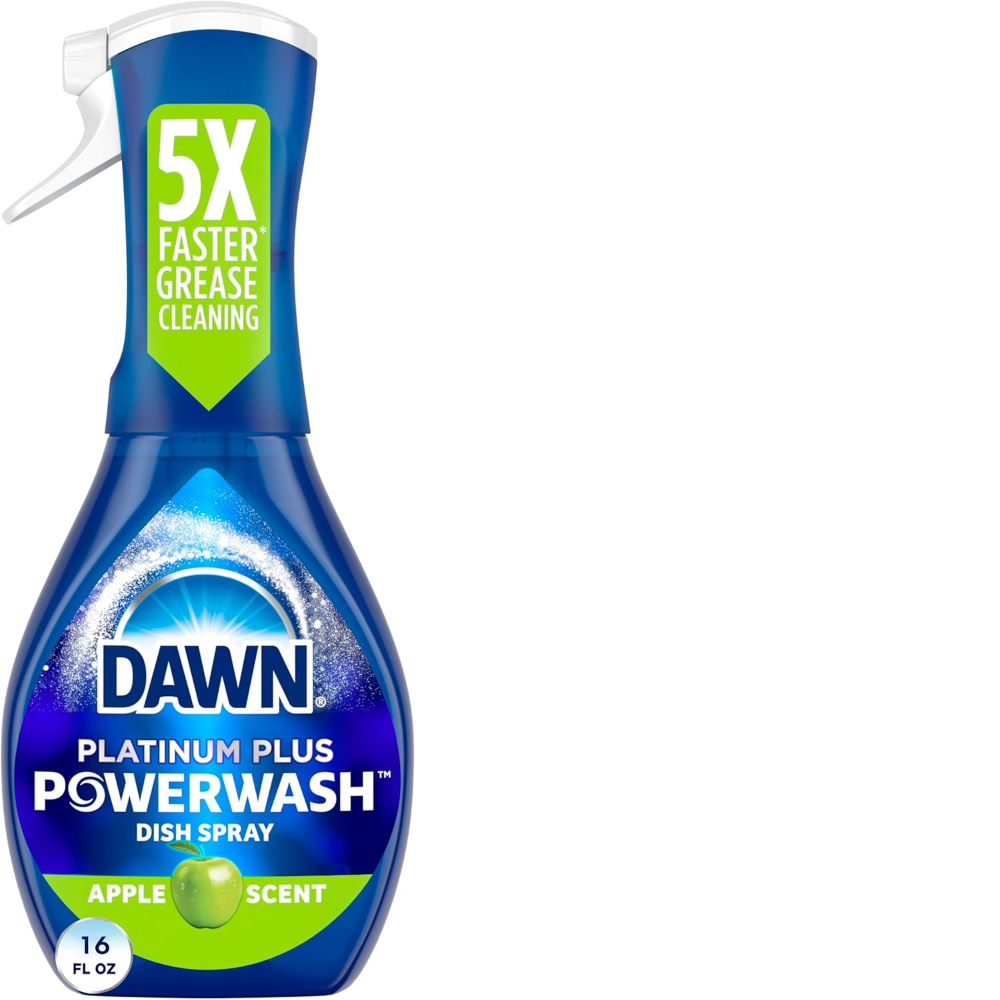 5X
FASTER*
GREASE
CLEANING
DAWN®
PLATINUM PLUS
POWERWASH™
DISH SPRAY
APPLE SCENT
16
FL OZ